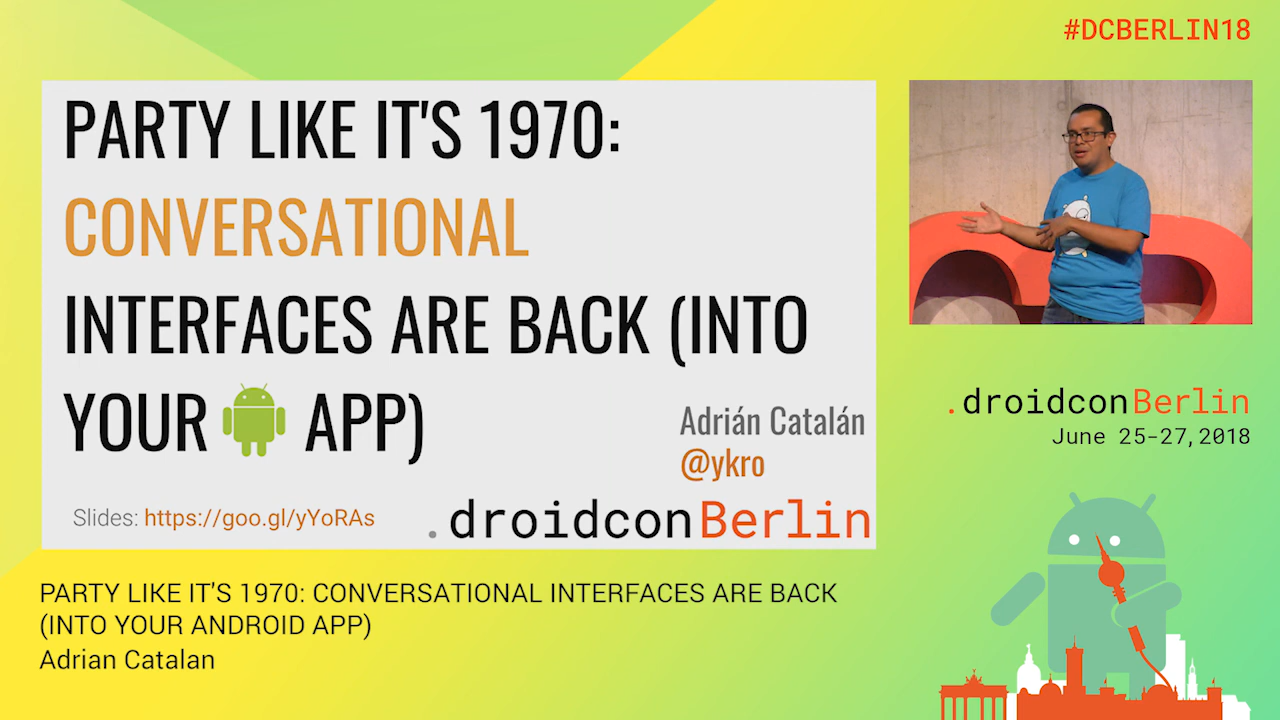 #DCBERLIN18
PARTY LIKE IT'S 1970:
CONVERSATIONAL
INTERFACES ARE BACK (INTO
YOUR APP)
Adrián Catalán
@ykro
Slides: https://goo.gl/yYoRAs
.droidconBerlin
.droidconBerlin
June 25-27, 2018
PARTY LIKE IT'S 1970: CONVERSATIONAL INTERFACES ARE BACK
(INTO YOUR ANDROID APP)
Adrian Catalan